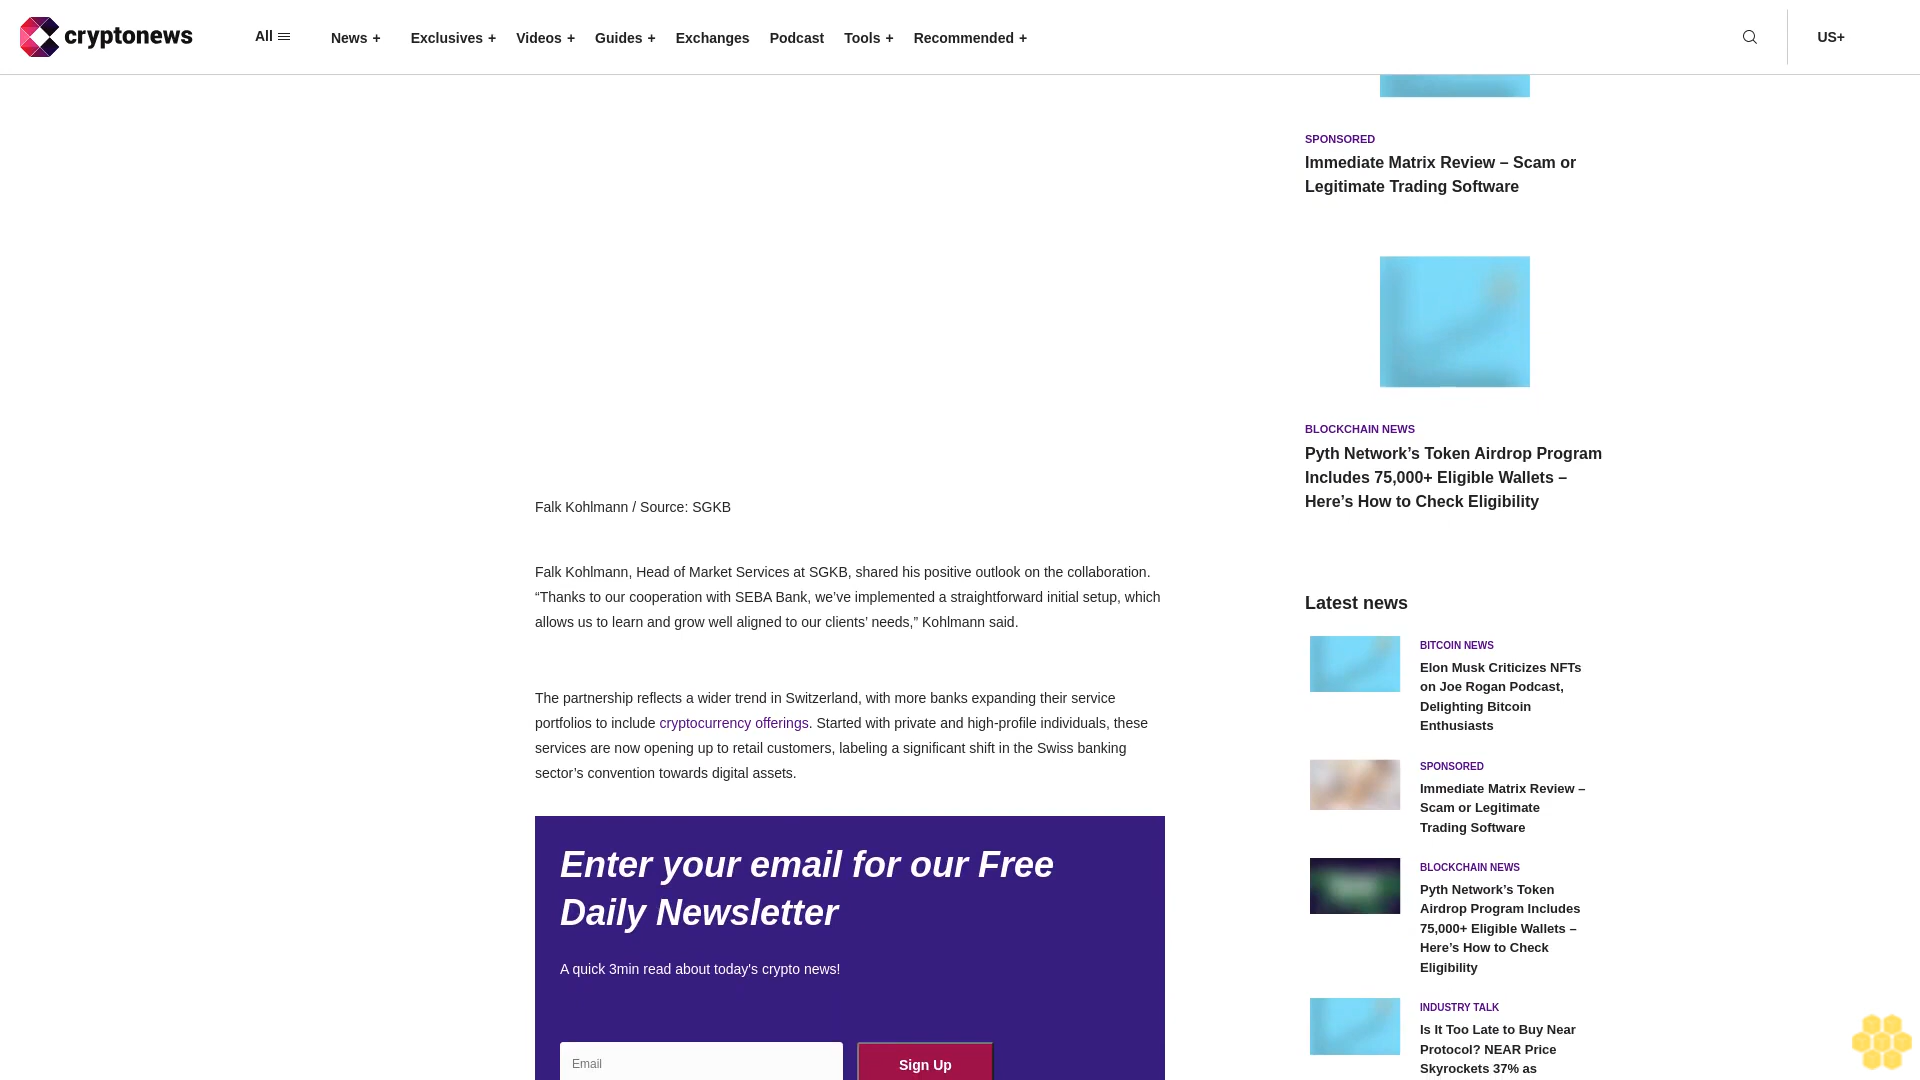 cryptonews
All
News +
Exclusives +
Videos +
Guides +
Exchanges
Podcast
Tools +
Recommended +
US+
Falk Kohlmann / Source: SGKB
Falk Kohlmann, Head of Market Services at SGKB, shared his positive outlook on the collaboration.
“Thanks to our cooperation with SEBA Bank, we’ve implemented a straightforward initial setup, which
allows us to learn and grow well aligned to our clients’ needs,” Kohlmann said.
The partnership reflects a wider trend in Switzerland, with more banks expanding their service
portfolios to include cryptocurrency offerings. Started with private and high-profile individuals, these
services are now opening up to retail customers, labeling a significant shift in the Swiss banking
sector’s convention towards digital assets.
Enter your email for our Free
Daily Newsletter
A quick 3min read about today's crypto news!
Email
Sign Up
SPONSORED
Immediate Matrix Review – Scam or
Legitimate Trading Software
BLOCKCHAIN NEWS
Pyth Network’s Token Airdrop Program
Includes 75,000+ Eligible Wallets –
Here’s How to Check Eligibility
Latest news
BITCOIN NEWS
Elon Musk Criticizes NFTs
on Joe Rogan Podcast,
Delighting Bitcoin
Enthusiasts
SPONSORED
Immediate Matrix Review –
Scam or Legitimate
Trading Software
BLOCKCHAIN NEWS
Pyth Network’s Token
Airdrop Program Includes
75,000+ Eligible Wallets –
Here’s How to Check
Eligibility
INDUSTRY TALK
Is It Too Late to Buy Near
Protocol? NEAR Price
Skyrockets 37% as